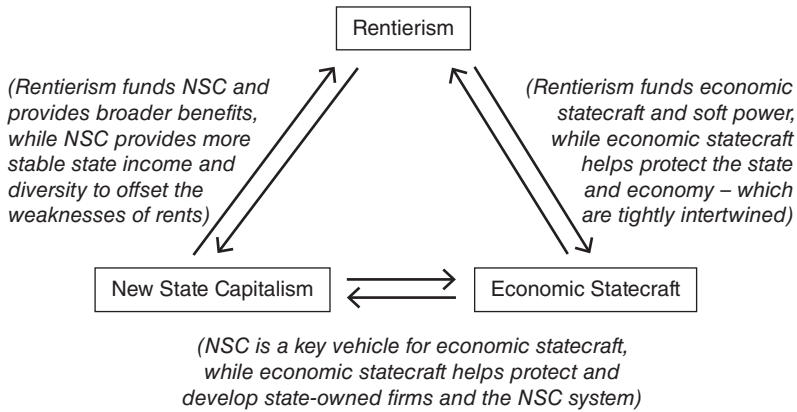 Rentierism
(Rentierism funds NSC and
provides broader benefits,
while NSC provides more
stable state income and
diversity to offset the
weaknesses of rents)
(Rentierism funds economic
statecraft and soft power,
while economic statecraft
helps protect the state
and economy – which
are tightly intertwined)
New State Capitalism
Economic Statecraft
(NSC is a key vehicle for economic statecraft,
while economic statecraft helps protect and
develop state-owned firms and the NSC system)